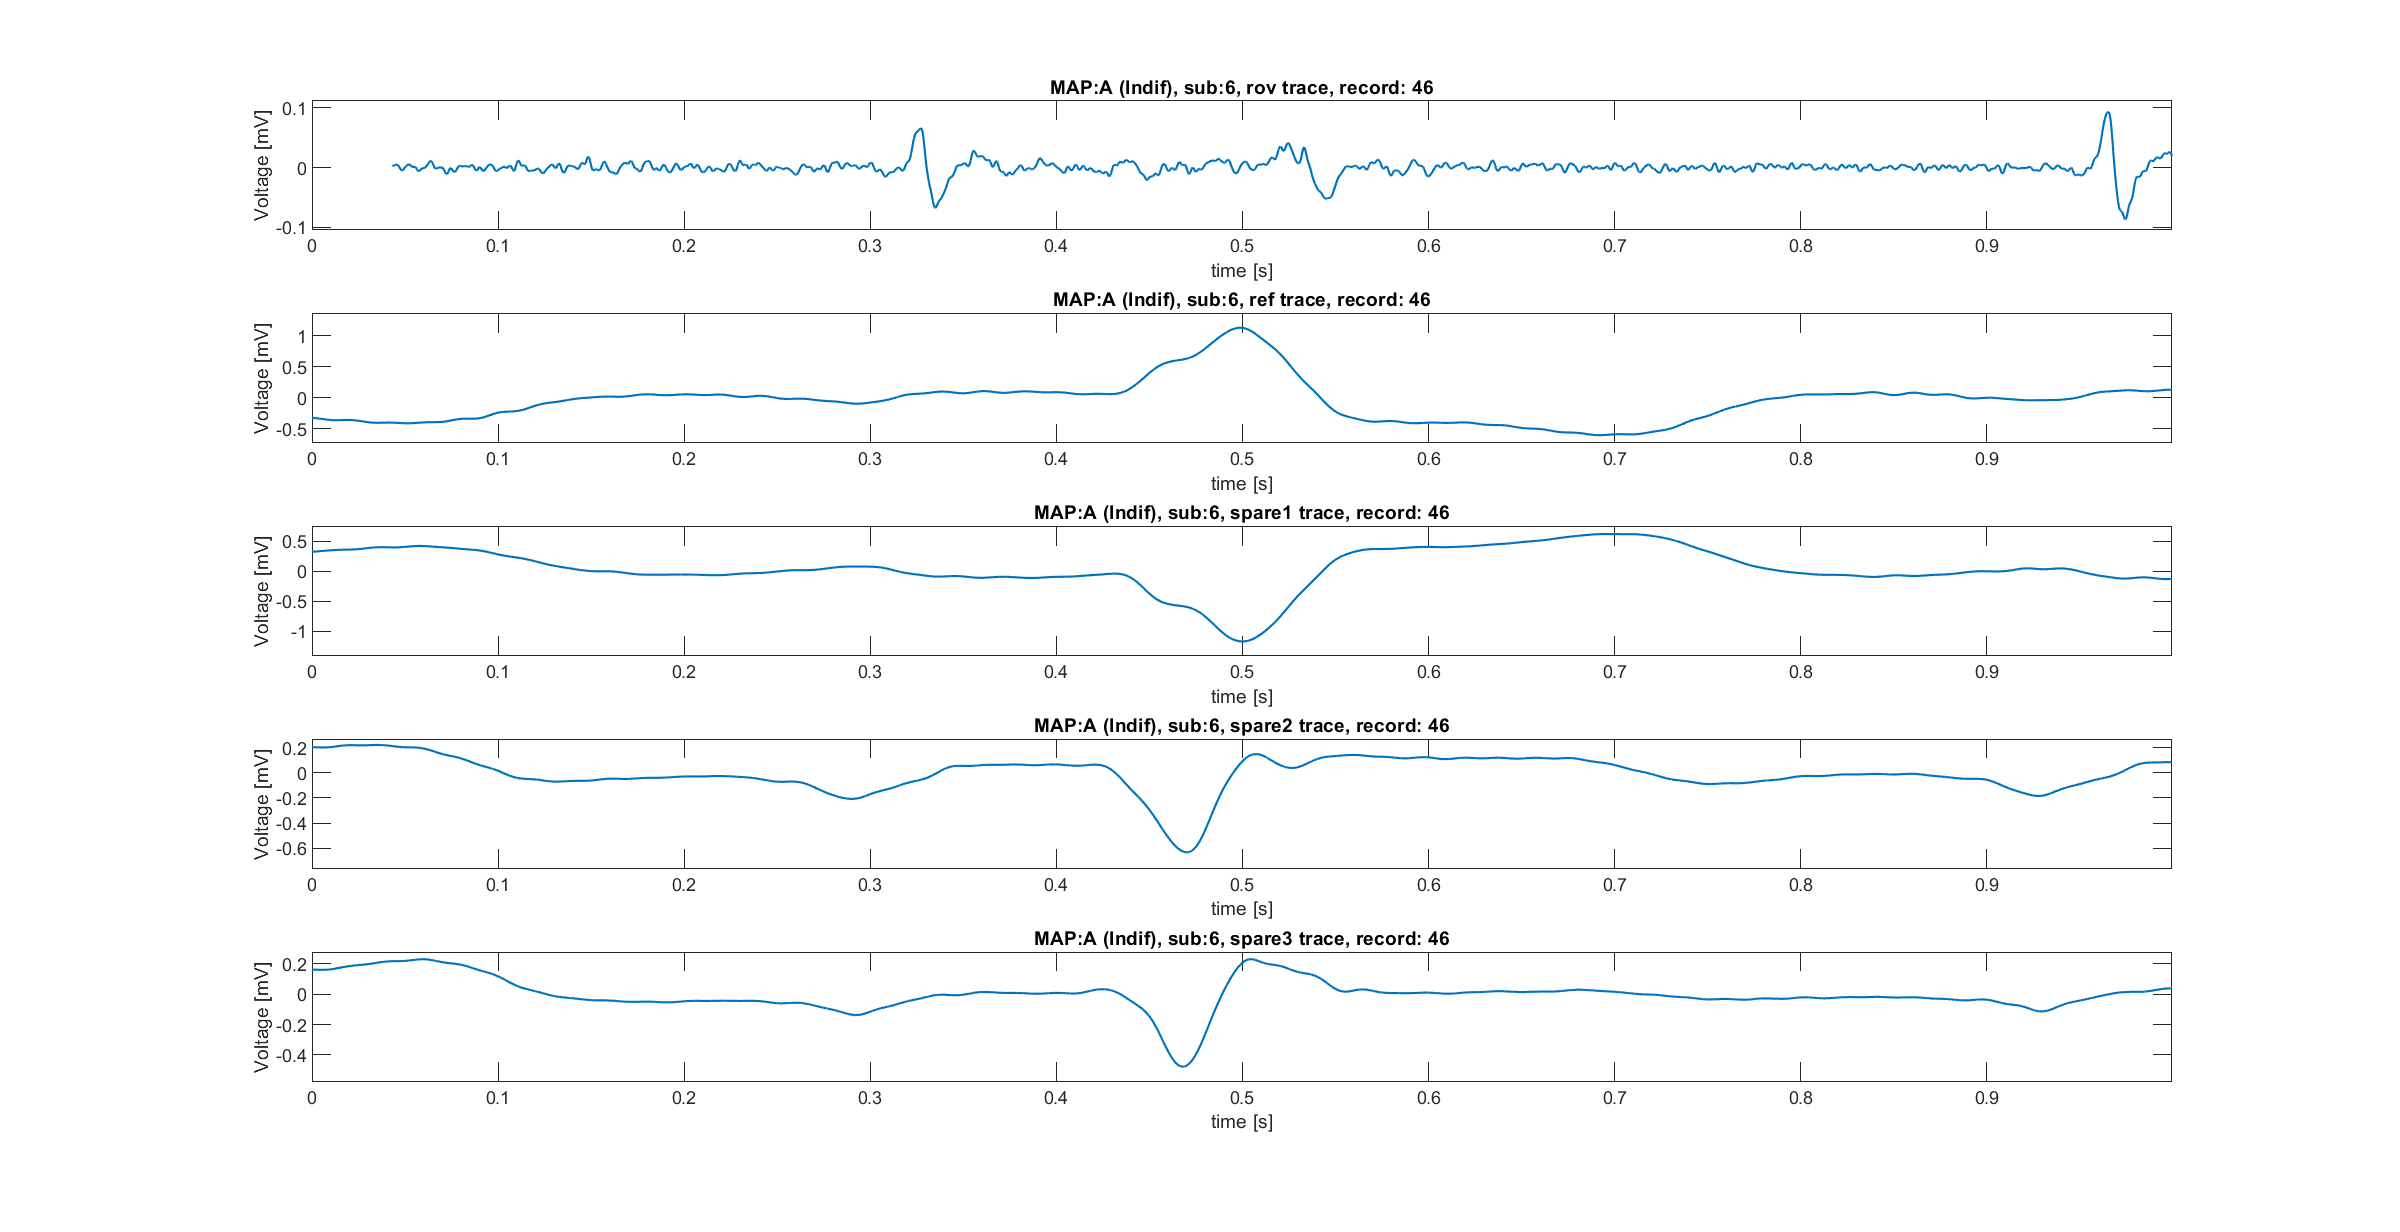 MAP:A (Indif), sub:6, rov trace, record: 46
Voltage [mV]
0.1
0
-0.1
0 0.1 0.2 0.3 0.4 0.5 0.6 0.7 0.8 0.9
time [s]
MAP:A (Indif), sub:6, ref trace, record: 46
Voltage [mV]
1
0.5
0
-0.5
0 0.1 0.2 0.3 0.4 0.5 0.6 0.7 0.8 0.9
time [s]
MAP:A (Indif), sub:6, spare1 trace, record: 46
Voltage [mV]
0.5
0
-0.5
-1
0 0.1 0.2 0.3 0.4 0.5 0.6 0.7 0.8 0.9
time [s]
MAP:A (Indif), sub:6, spare2 trace, record: 46
Voltage [mV]
0.2
0
-0.2
-0.4
-0.6
0 0.1 0.2 0.3 0.4 0.5 0.6 0.7 0.8 0.9
time [s]
MAP:A (Indif), sub:6, spare3 trace, record: 46
Voltage [mV]
0.2
0
-0.2
-0.4
0 0.1 0.2 0.3 0.4 0.5 0.6 0.7 0.8 0.9
time [s]